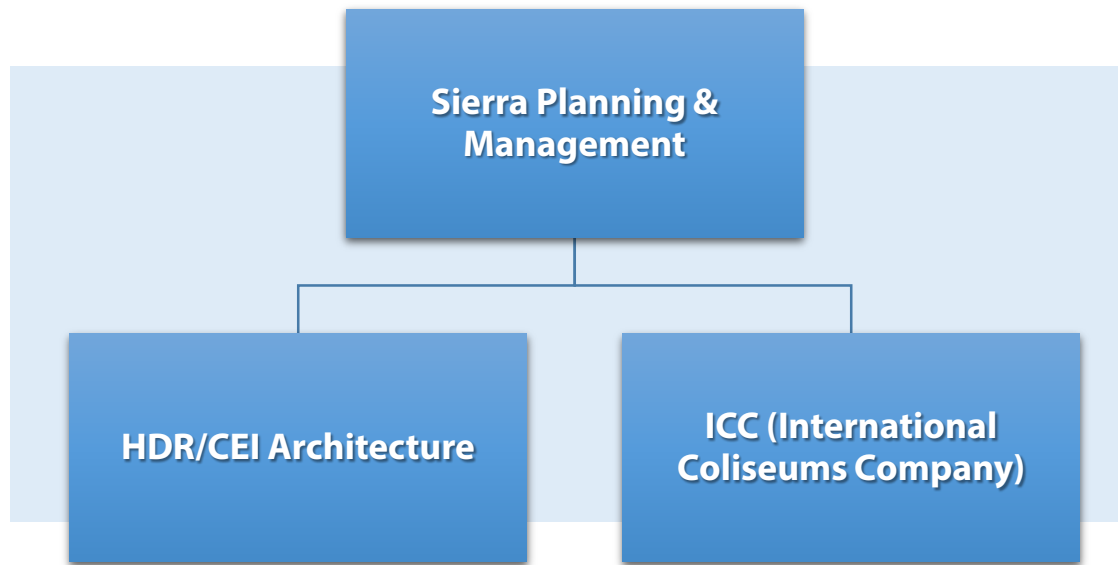 Sierra Planning &
Management
HDR/CEI Architecture
ICC (International
Coliseums Company)